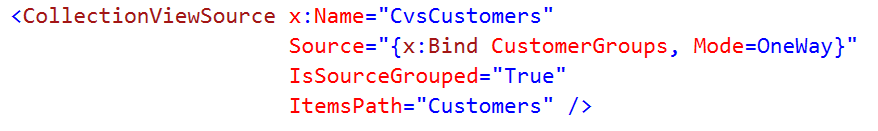 <CollectionViewSource x:Name="CvsCustomers"
Source="{x:Bind CustomerGroups, Mode=OneWay}"
IsSourceGrouped="True"
ItemsPath="Customers" />